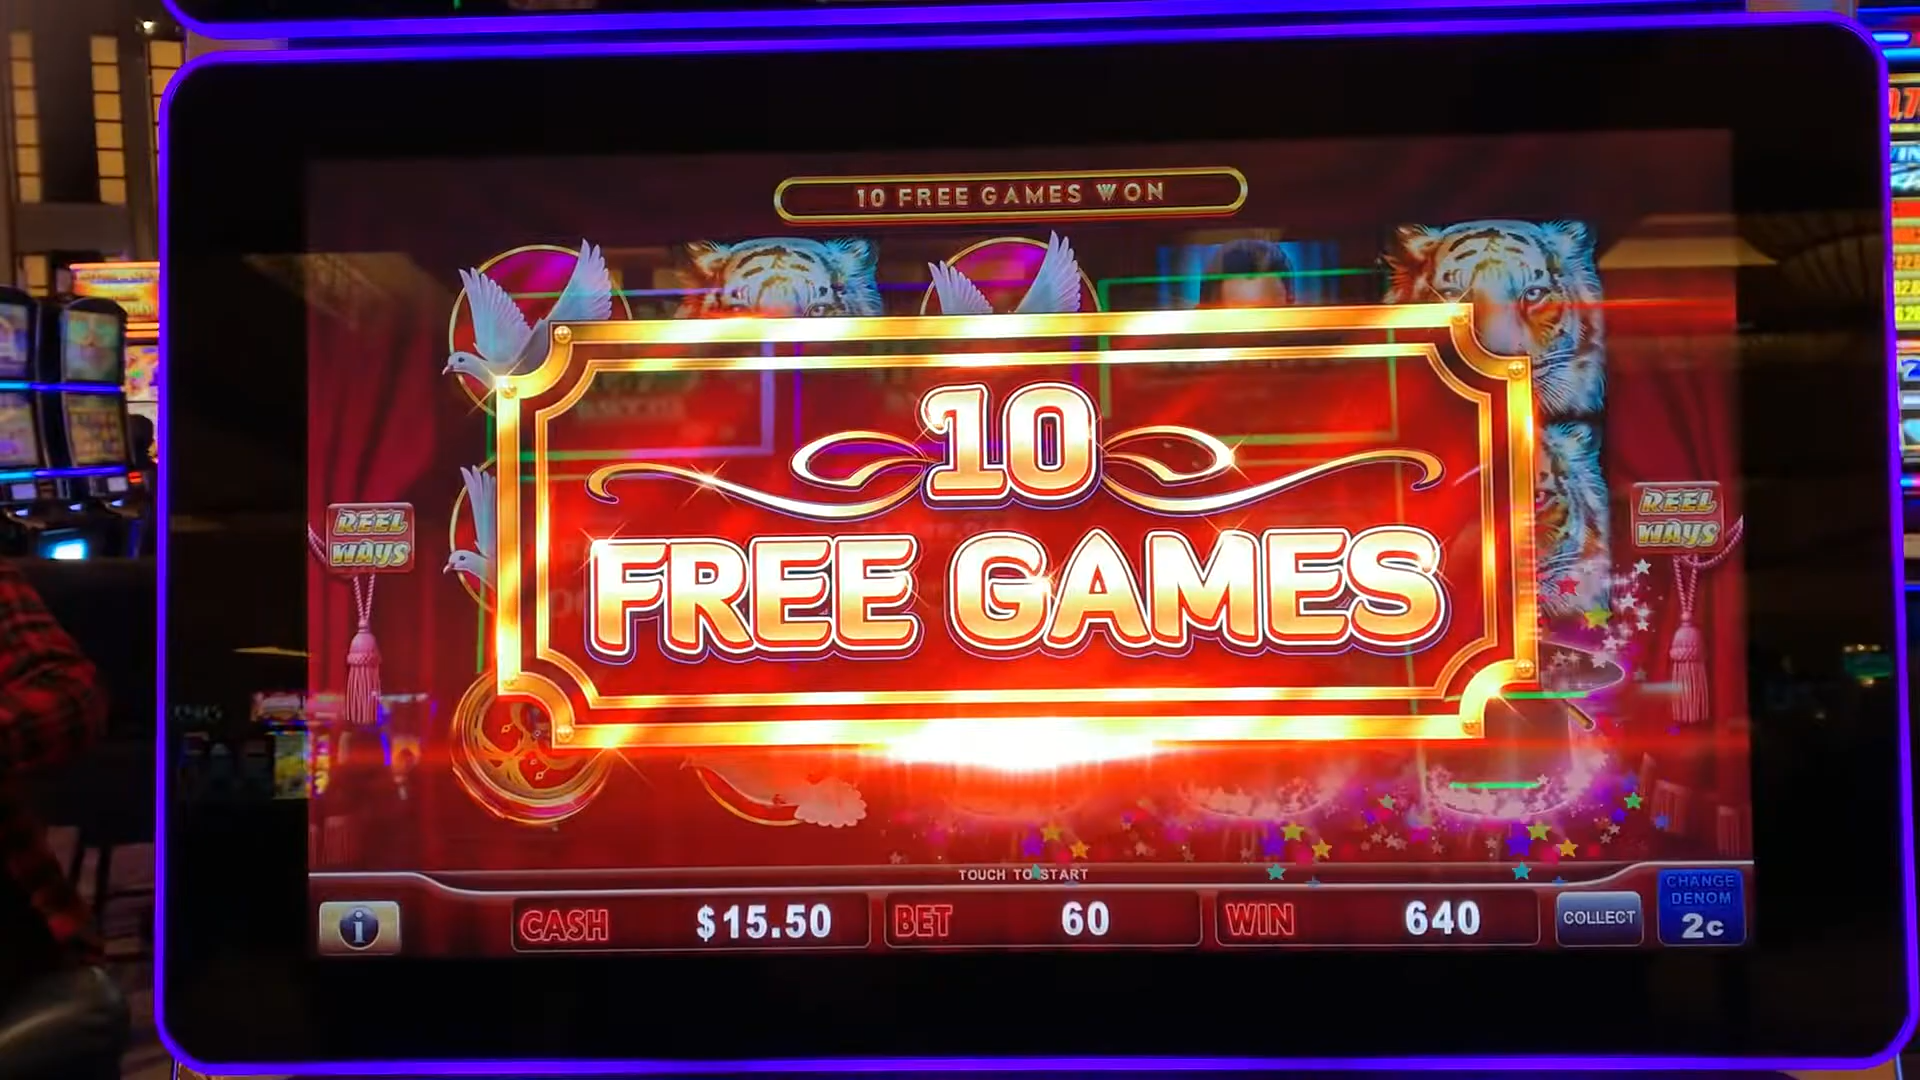 10 FREE GAMES WON
10
FREE GAMES
REEL
WAYS
REEL
WAYS
TOUCH TO START
CASH $15.50
BET 60
WIN 640
COLLECT
CHANGE
DENOM
2c